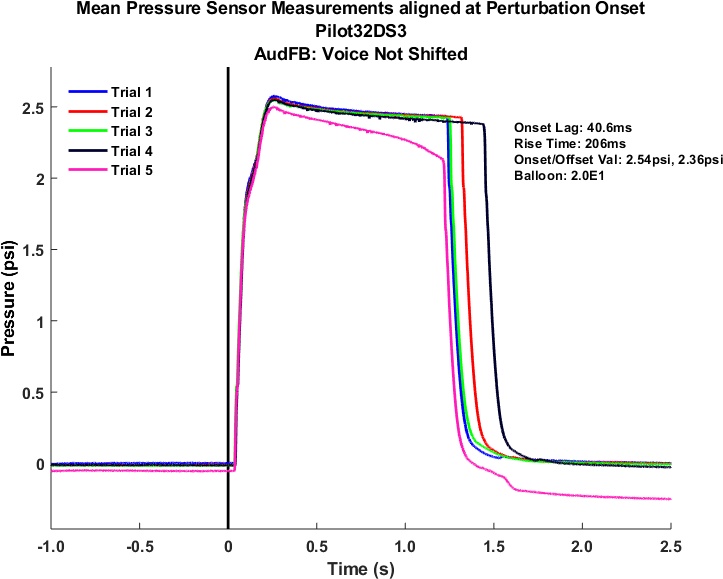 Mean Pressure Sensor Measurements aligned at Perturbation Onset
Pilot32DS3
AudFB: Voice Not Shifted
Trial 1
Trial 2
Trial 3
Trial 4
Trial 5
Onset Lag: 40.6ms
Rise Time: 206ms
Onset/Offset Val: 2.54psi, 2.36psi
Balloon: 2.0E1
Pressure (psi)
2.5
2
1.5
1
0.5
0
-1.0 -0.5 0 0.5 1.0 1.5 2.0 2.5
Time (s)